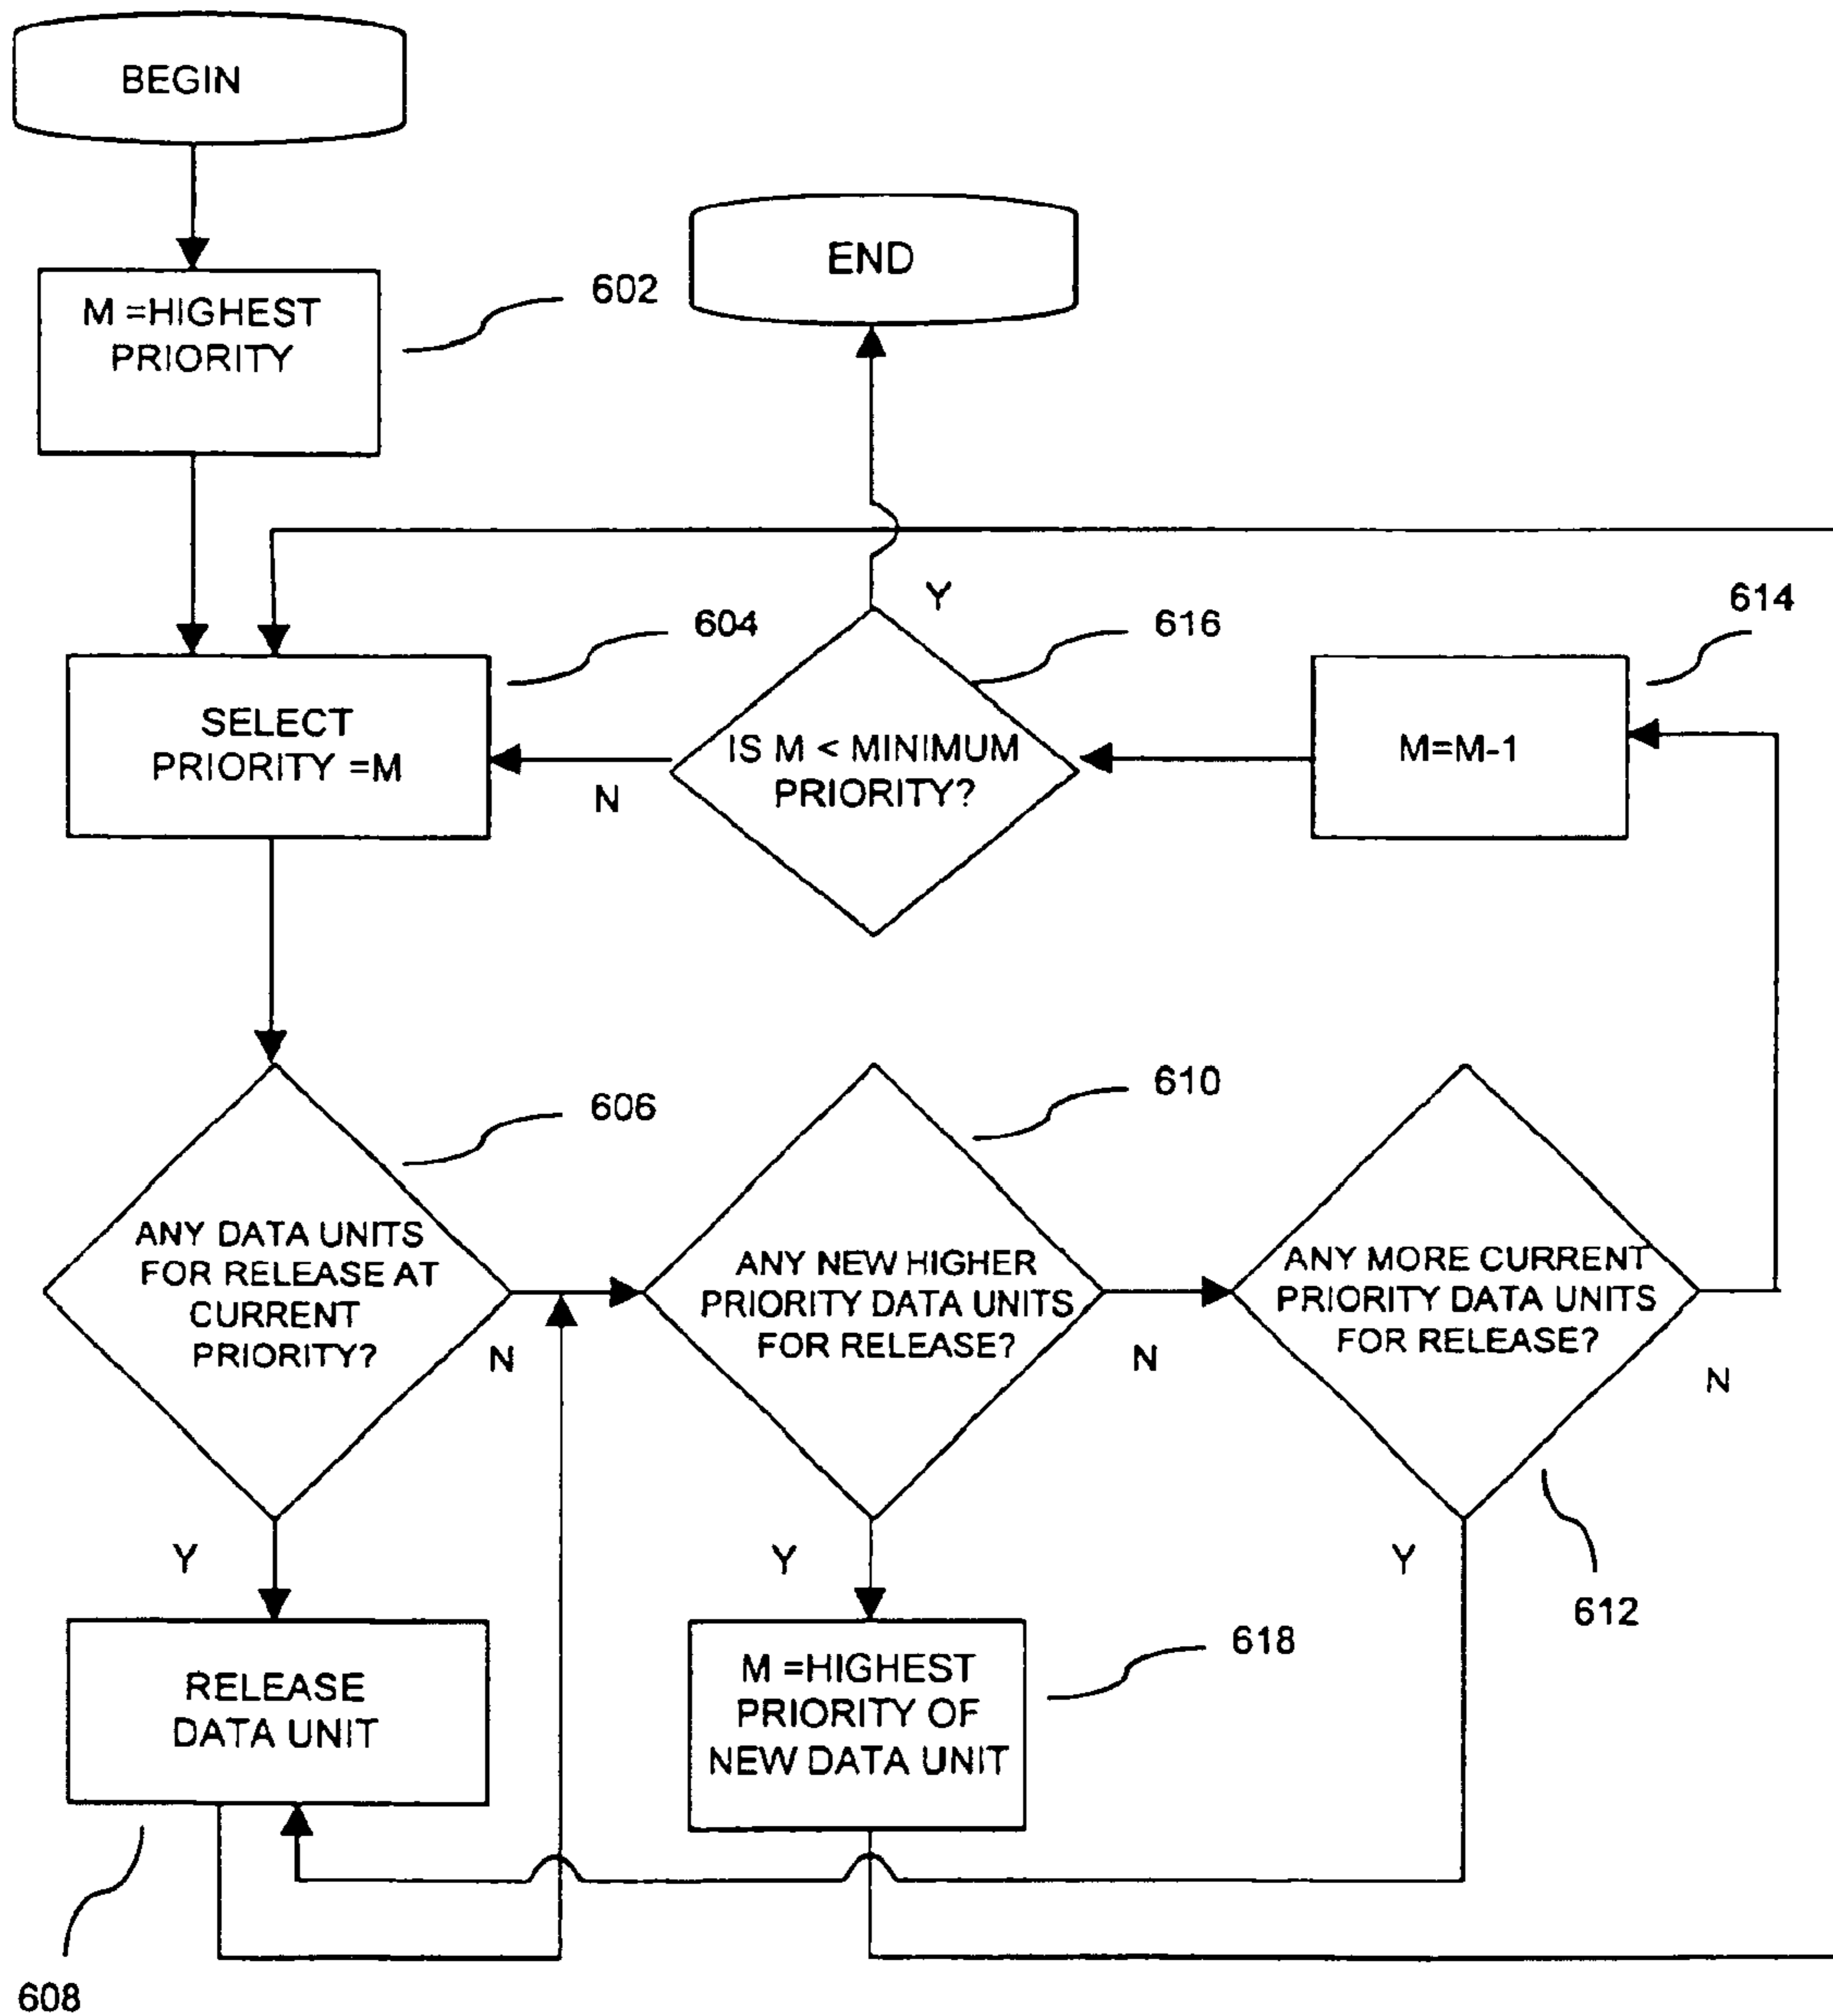 BEGIN
M =HIGHEST
PRIORITY
602
END
SELECT
PRIORITY =M
604
Y
IS M < MINIMUM
PRIORITY?
N
616
M=M-1
614
ANY DATA UNITS
FOR RELEASE AT
CURRENT
PRIORITY?
N
606
ANY NEW HIGHER
PRIORITY DATA UNITS
FOR RELEASE?
N
610
ANY MORE CURRENT
PRIORITY DATA UNITS
FOR RELEASE?
N
Y
Y
Y
612
RELEASE
DATA UNIT
608
M =HIGHEST
PRIORITY OF
NEW DATA UNIT
618